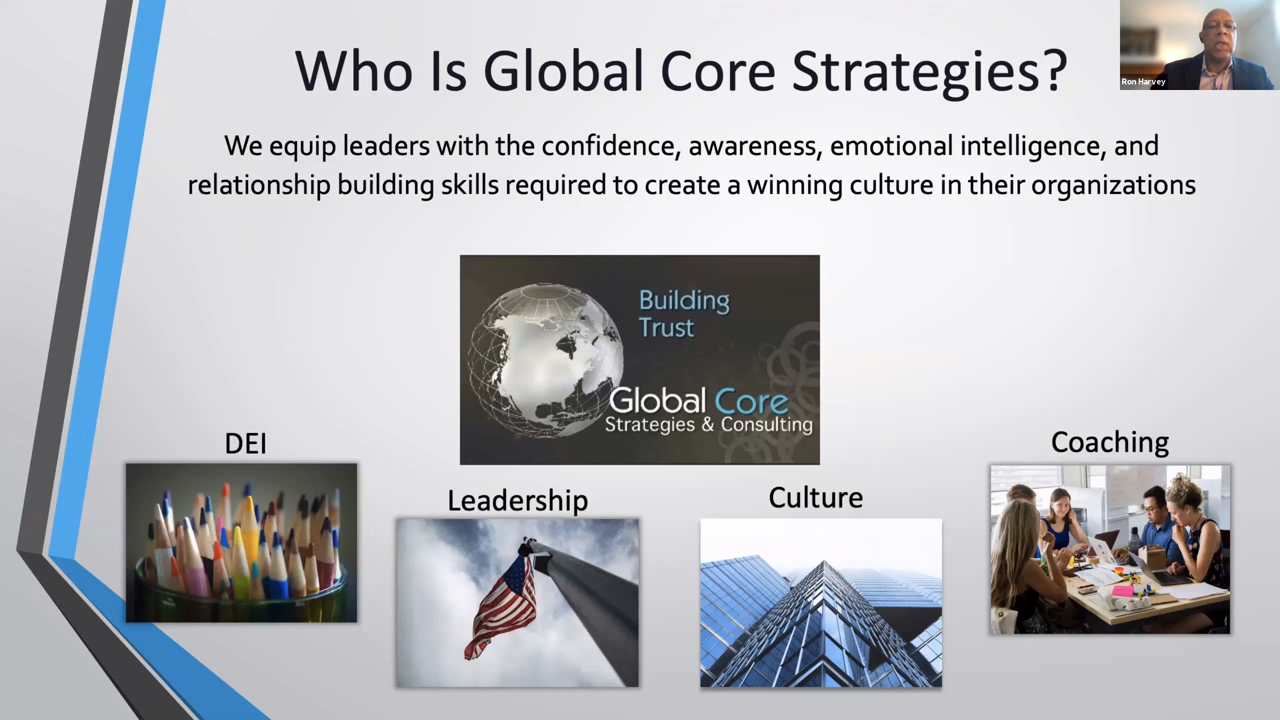 Who Is Global Core Strategies?
Ron Harvey
We equip leaders with the confidence, awareness, emotional intelligence, and
relationship building skills required to create a winning culture in their organizations
Building
Trust
Global Core
Strategies & Consulting
DEI
Leadership
Culture
Coaching